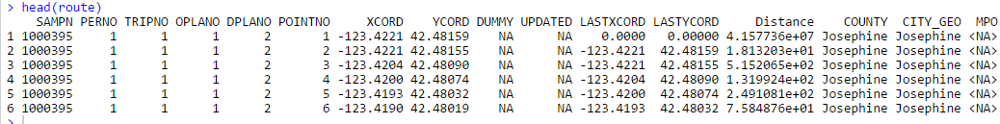 > head(route)
SAMPN PERNO TRIPNO OPLANO DPLANO POINTNO XCORD YCORD DUMMY UPDATED LASTXCORD LASTYCORD Distance COUNTY CITY_GEO MPO
1 1000395 1 1 1 2 1 -123.4221 42.48159 NA NA 0.0000 0.00000 4.157736e+07 Josephine Josephine <NA>
2 1000395 1 1 1 2 2 -123.4221 42.48155 NA NA -123.4221 42.48159 1.813203e+01 Josephine Josephine <NA>
3 1000395 1 1 1 2 3 -123.4204 42.48090 NA NA -123.4221 42.48155 5.152065e+02 Josephine Josephine <NA>
4 1000395 1 1 1 2 4 -123.4200 42.48074 NA NA -123.4204 42.48090 1.319924e+02 Josephine Josephine <NA>
5 1000395 1 1 1 2 5 -123.4193 42.48032 NA NA -123.4200 42.48074 2.491081e+02 Josephine Josephine <NA>
6 1000395 1 1 1 2 6 -123.4190 42.48019 NA NA -123.4193 42.48032 7.584876e+01 Josephine Josephine <NA>
>